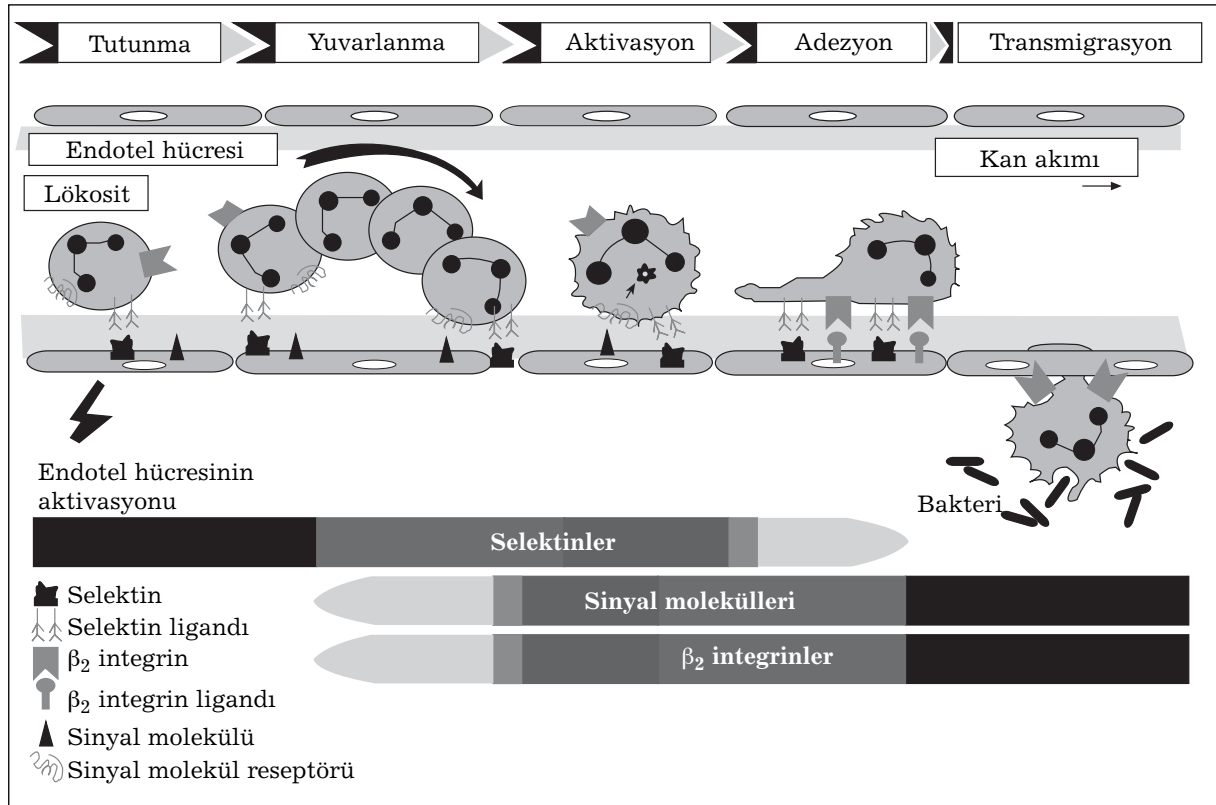 Tutunma
Yuvarlanma
Aktivasyon
Adezyon
Transmigrasyon
Endotel hücresi
Kan akımı
Lökosit
Endotel hücresinin
aktivasyonu
Bakteri
Selektinler
Selektin
Sinyal molekülleri
Selektin ligandı
β₂ integrinler
β₂ integrin
β₂ integrin ligandı
Sinyal molekülü
Sinyal molekül reseptörü